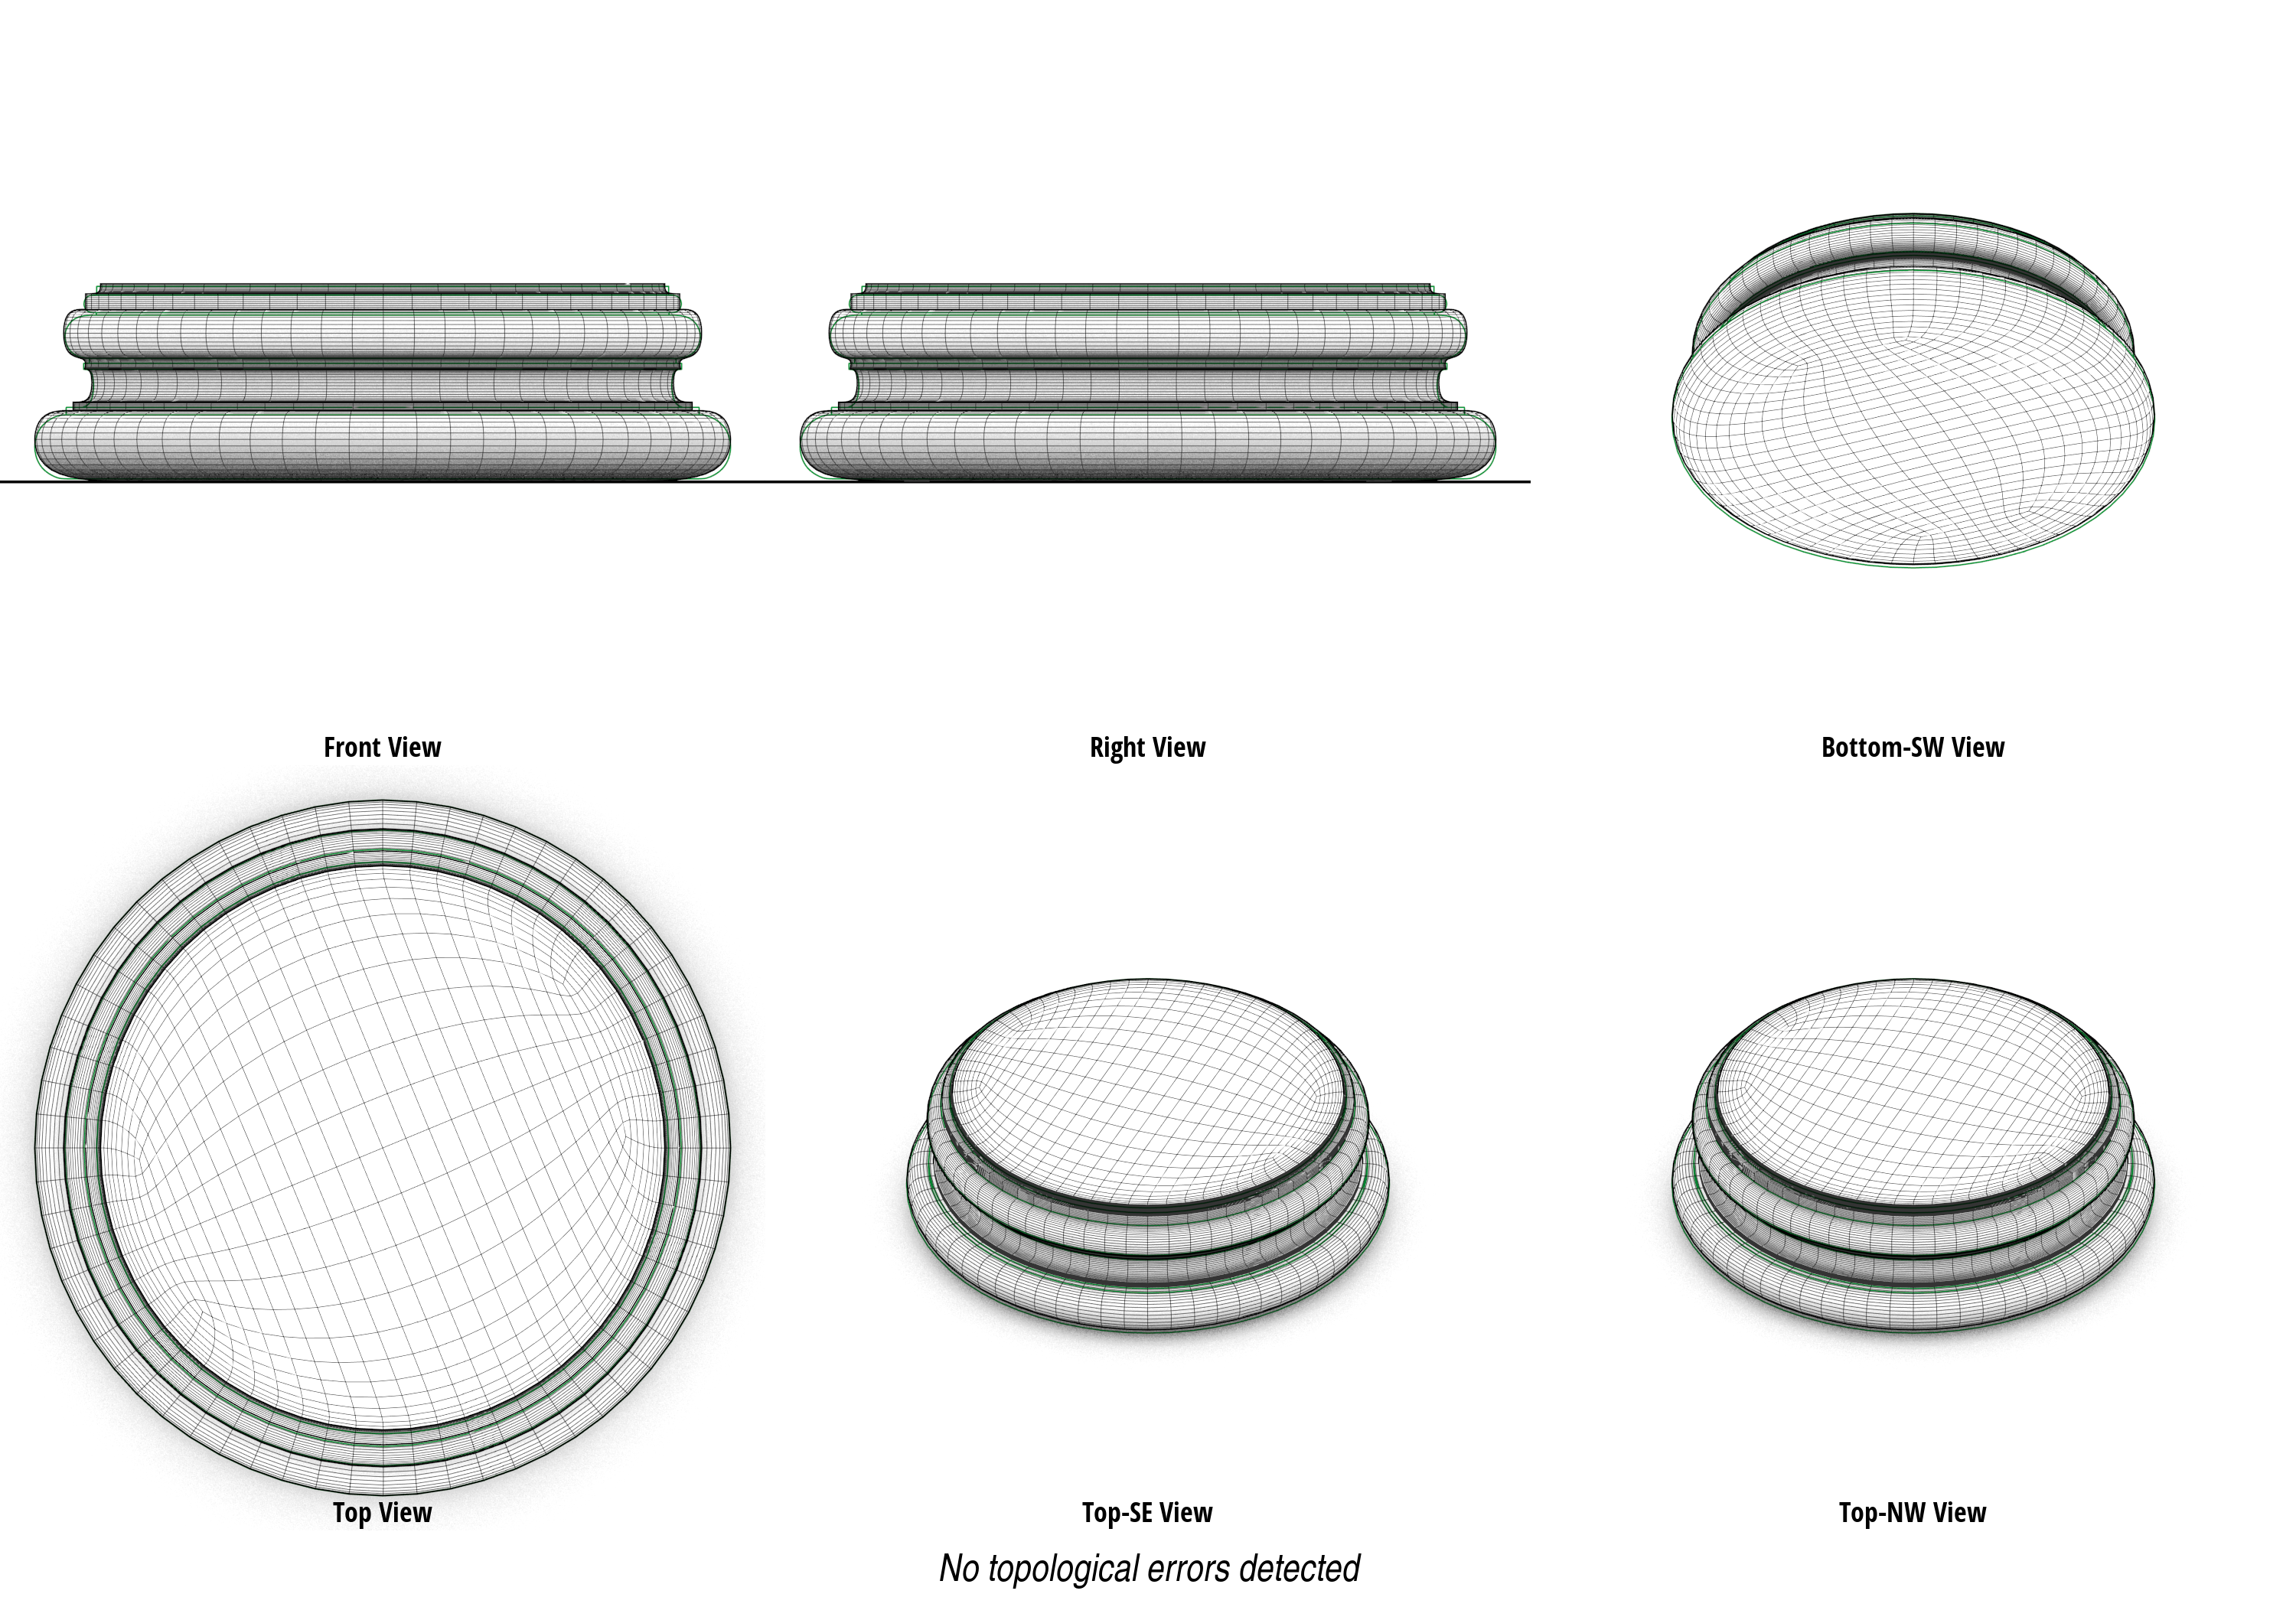 Front View
Right View
Bottom-SW View
Top View
Top-SE View
Top-NW View
No topological errors detected